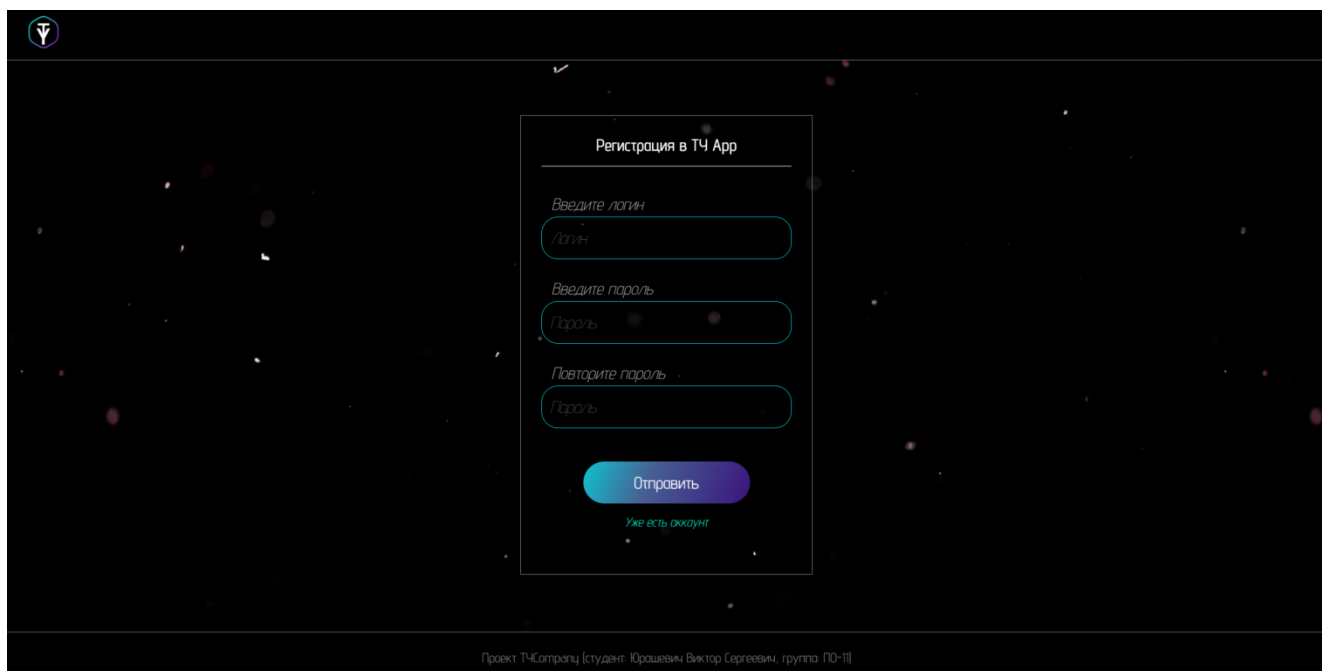 Регистрация в ТЧ App
Введите логин
Логин
Введите пароль
Пароль
Повторите пароль
Пароль
Отправить
Уже есть аккаунт
Проект ТЧCompany (студент: Юрашевич Виктор Сергеевич, группа: ПО-11)